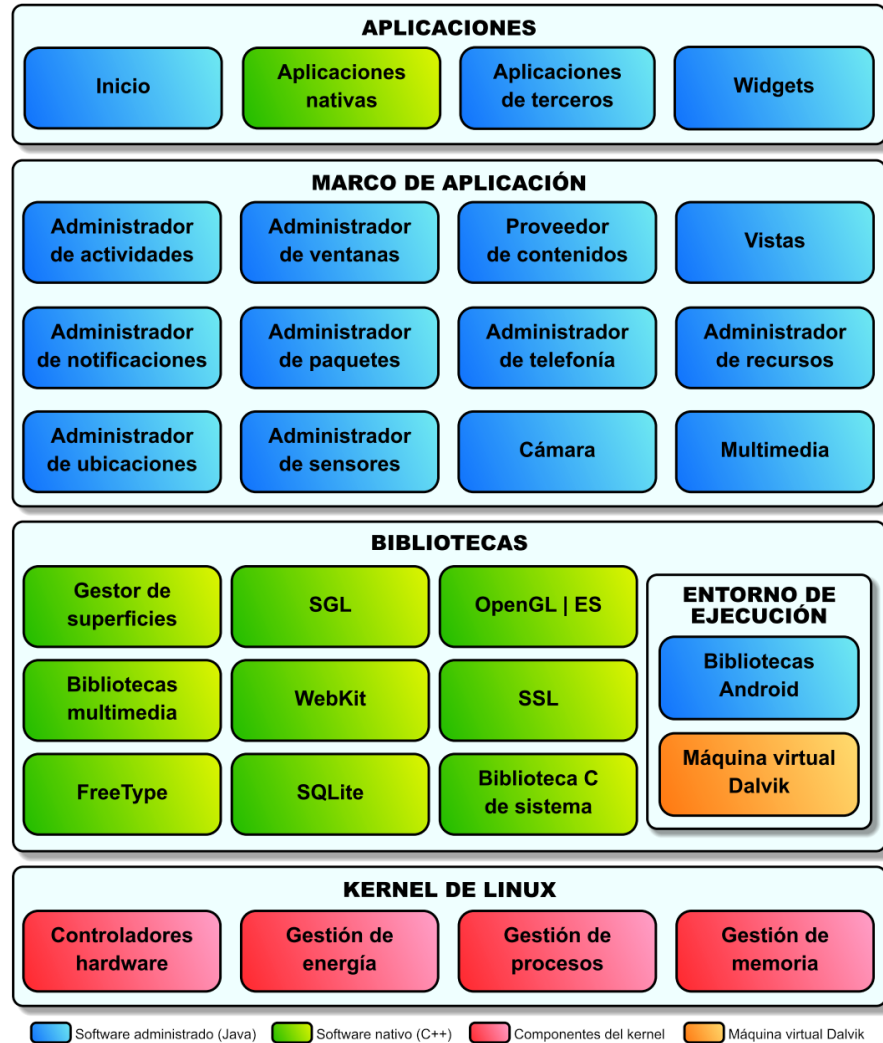 APLICACIONES
Inicio
Aplicaciones
nativas
Aplicaciones
de terceros
Widgets
MARCO DE APLICACIÓN
Administrador
de actividades
Administrador
de ventanas
Proveedor
de contenidos
Vistas
Administrador
de notificaciones
Administrador
de paquetes
Administrador
de telefonía
Administrador
de recursos
Administrador
de ubicaciones
Administrador
de sensores
Cámara
Multimedia
BIBLIOTECAS
Gestor de
superficies
SGL
OpenGL | ES
Bibliotecas
multimedia
WebKit
SSL
FreeType
SQLite
Biblioteca C
de sistema
ENTORNO DE
EJECUCIÓN
Bibliotecas
Android
Máquina virtual
Dalvik
KERNEL DE LINUX
Controladores
hardware
Gestión de
energía
Gestión de
procesos
Gestión de
memoria
Software administrado (Java)
Software nativo (C++)
Componentes del kernel
Máquina virtual Dalvik